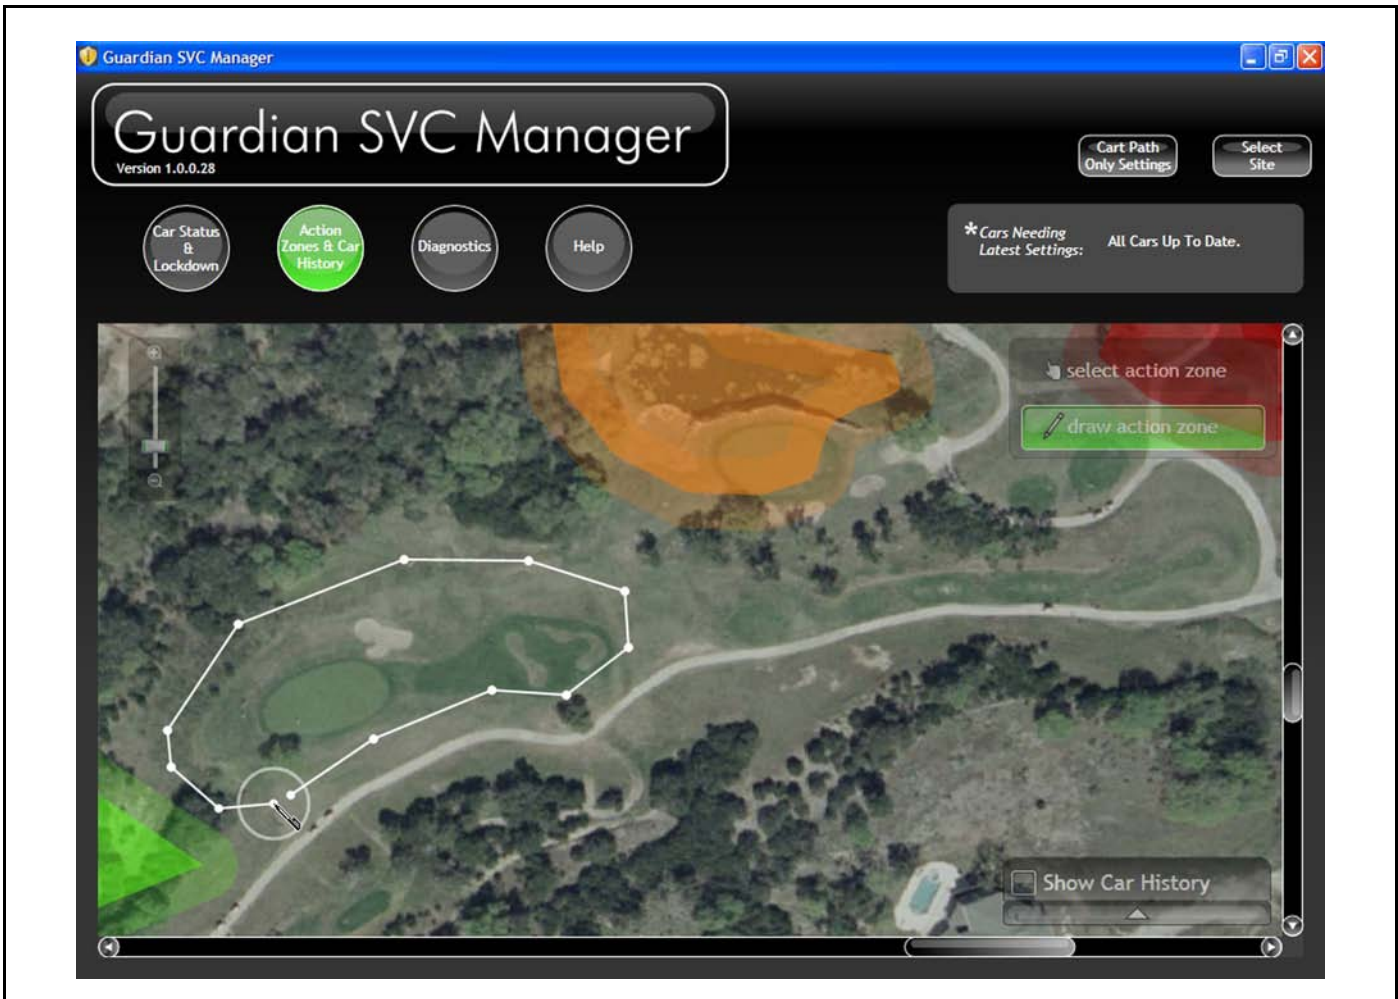 Guardian SVC Manager
Guardian SVC Manager
Version 1.0.0.28
Cart Path
Only Settings
Select
Site
Car Status
&
Lockdown
Action
Zones & Car
History
Diagnostics
Help
*Cars Needing
Latest Settings:
All Cars Up To Date.
select action zone
draw action zone
Show Car History